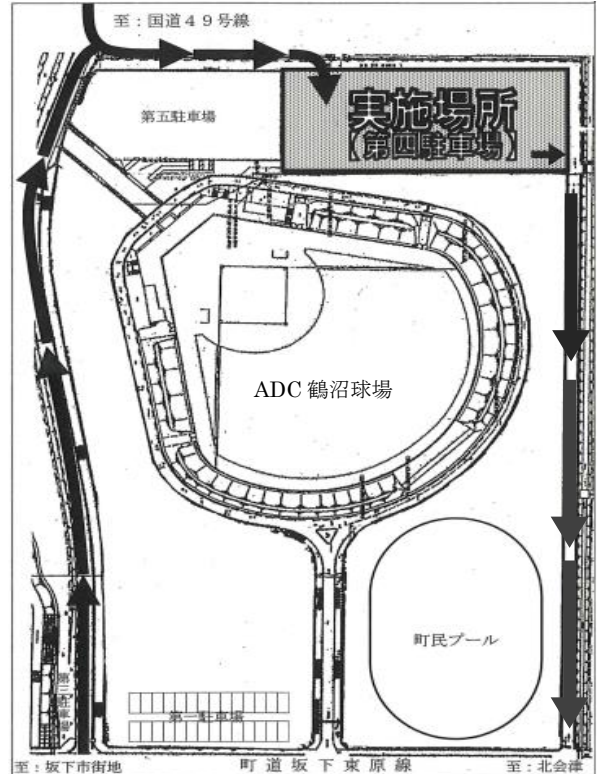 至：国道４９号線
第五駐車場
実施場所
【第四駐車場】
ADC 鶴沼球場
町民プール
第三駐車場
第一駐車場
至：坂下市街地
町道坂下東原線
至：北会津